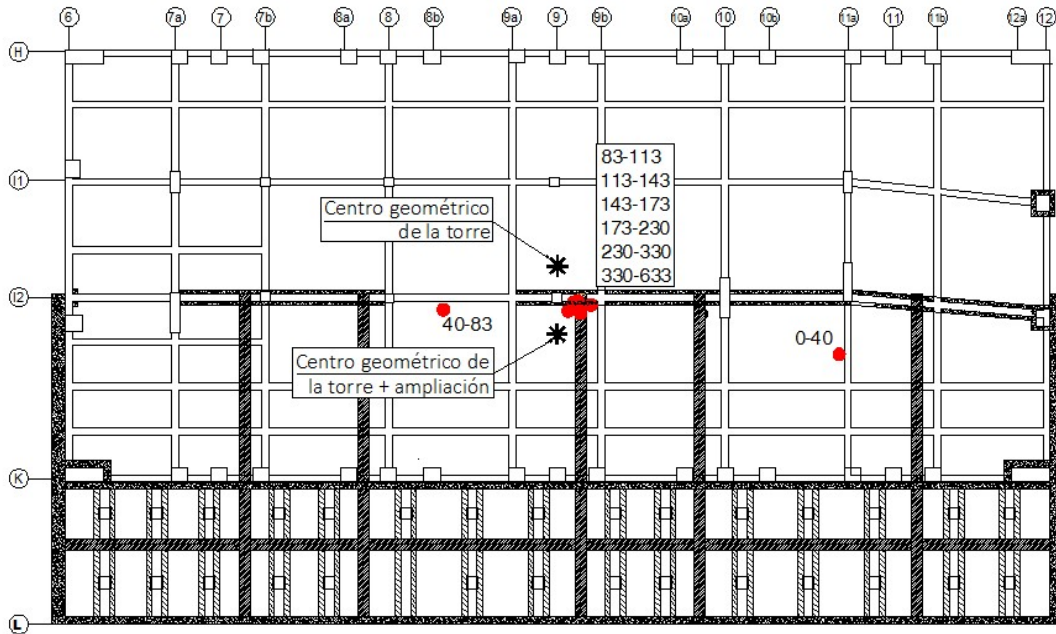 6 7a 7 7b 8a 8 8b 9a 9 9b 10a 10 10b 11a 11 11b 12a 12
H
83-113
113-143
143-173
173-230
230-330
330-633
I1
Centro geométrico
de la torre
I2
40-83
0-40
Centro geométrico de
la torre + ampliación
K
L